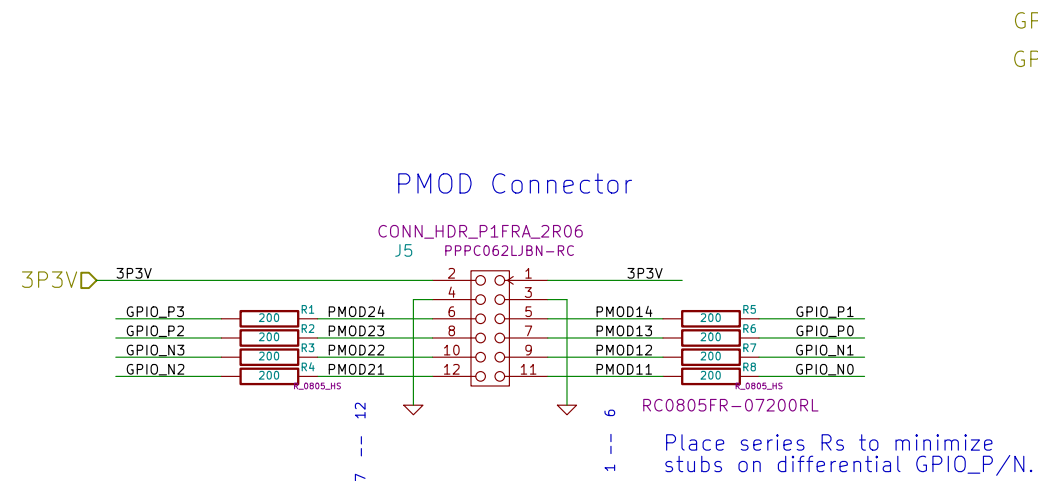 GP
GP
PMOD Connector
CONN_HDR_P1FRA_2R06
J5 PPPC062LJBN-RC
3P3V 3P3V 2 1 3P3V
4 3
GPIO_P3 200 R1 PMOD24 6 5 PMOD14 200 R5 GPIO_P1
GPIO_P2 200 R2 PMOD23 8 7 PMOD13 200 R6 GPIO_P0
GPIO_N3 200 R3 PMOD22 10 9 PMOD12 200 R7 GPIO_N1
GPIO_N2 200 R4 PMOD21 12 11 PMOD11 200 R8 GPIO_N0
R_0805_HS R_0805_HS
RC0805FR-07200RL
7 -- 12
1 -- 6
Place series Rs to minimize
stubs on differential GPIO_P/N.